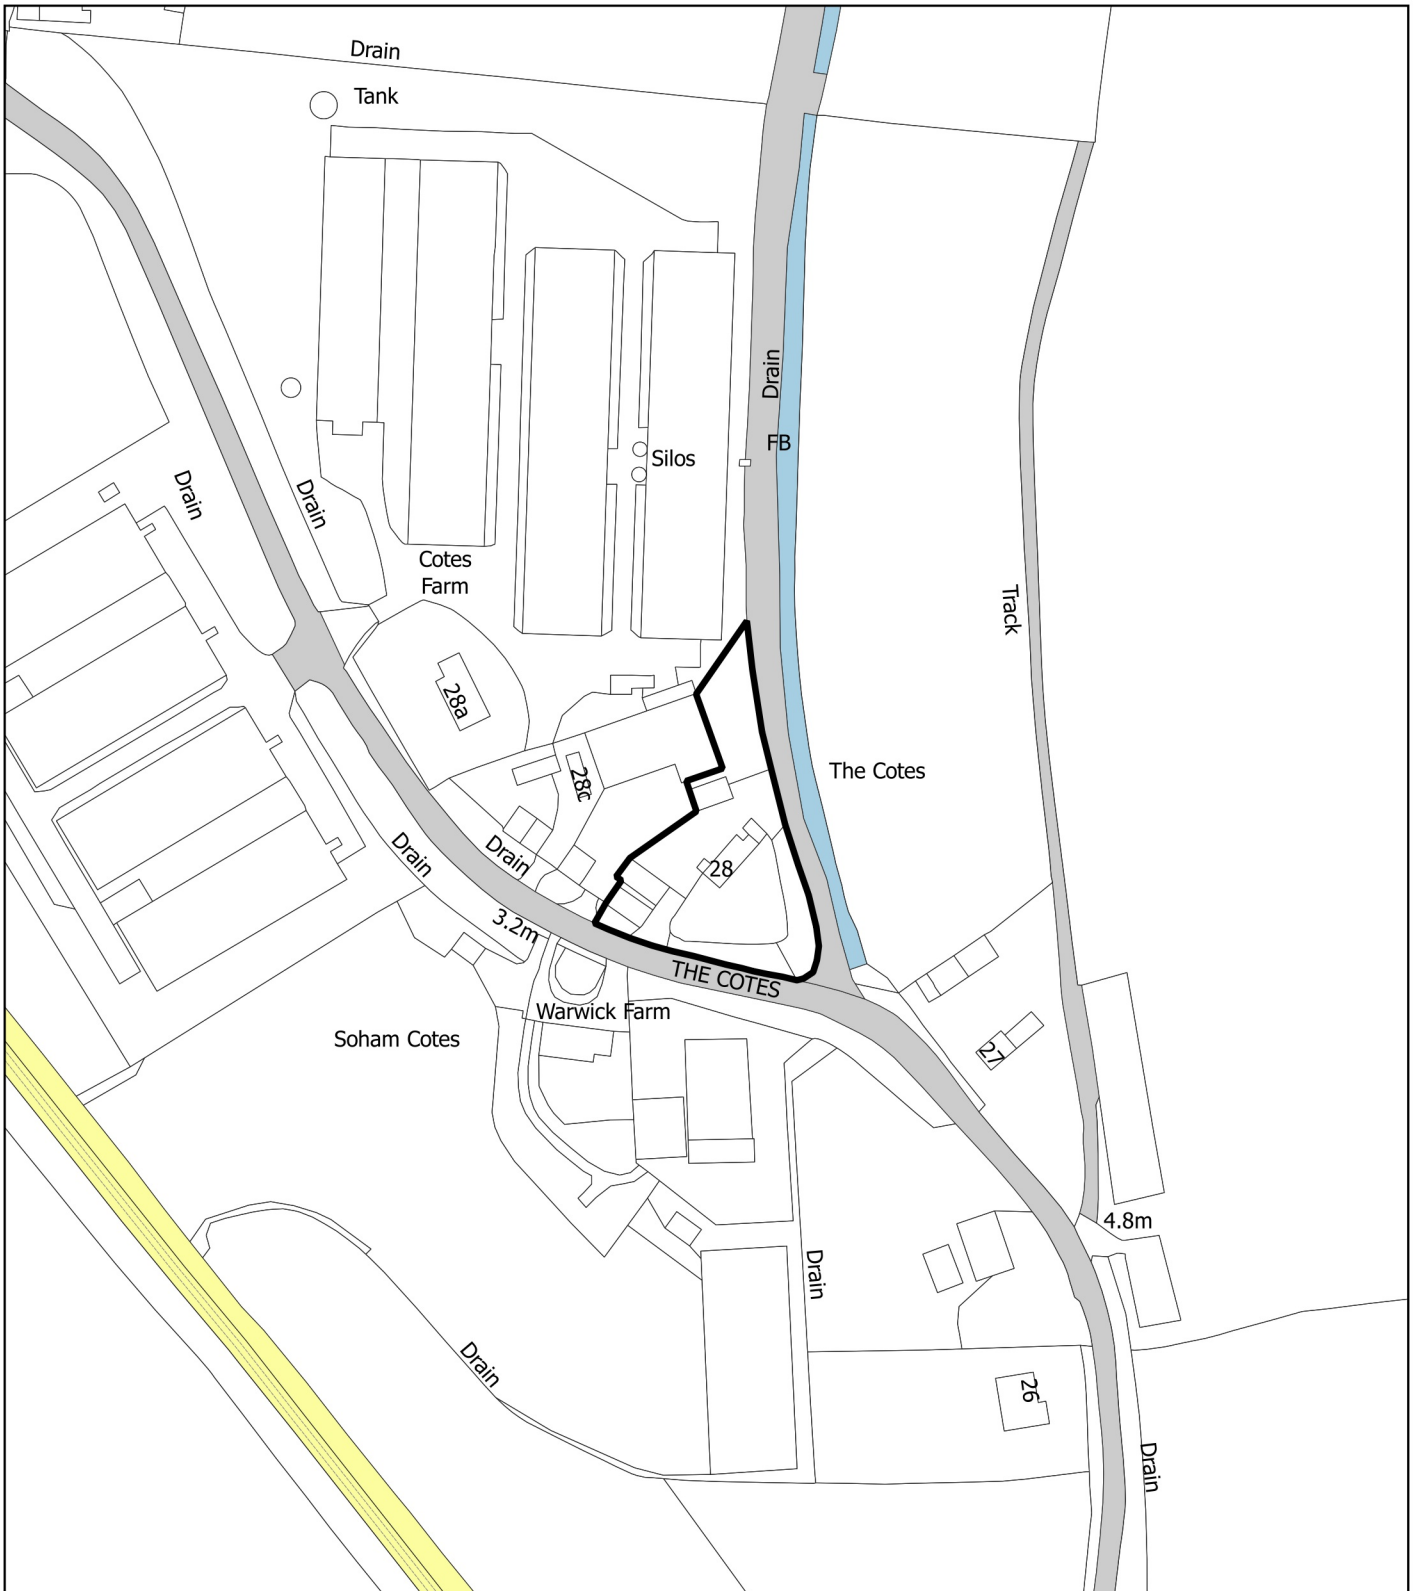 Drain
Tank
Drain
FB
Silos
Drain
Drain
Cotes
Farm
Track
28a
28c
The Cotes
Drain
Drain
28
3.2m
THE COTES
Warwick Farm
Soham Cotes
27
4.8m
Drain
Drain
26
Drain